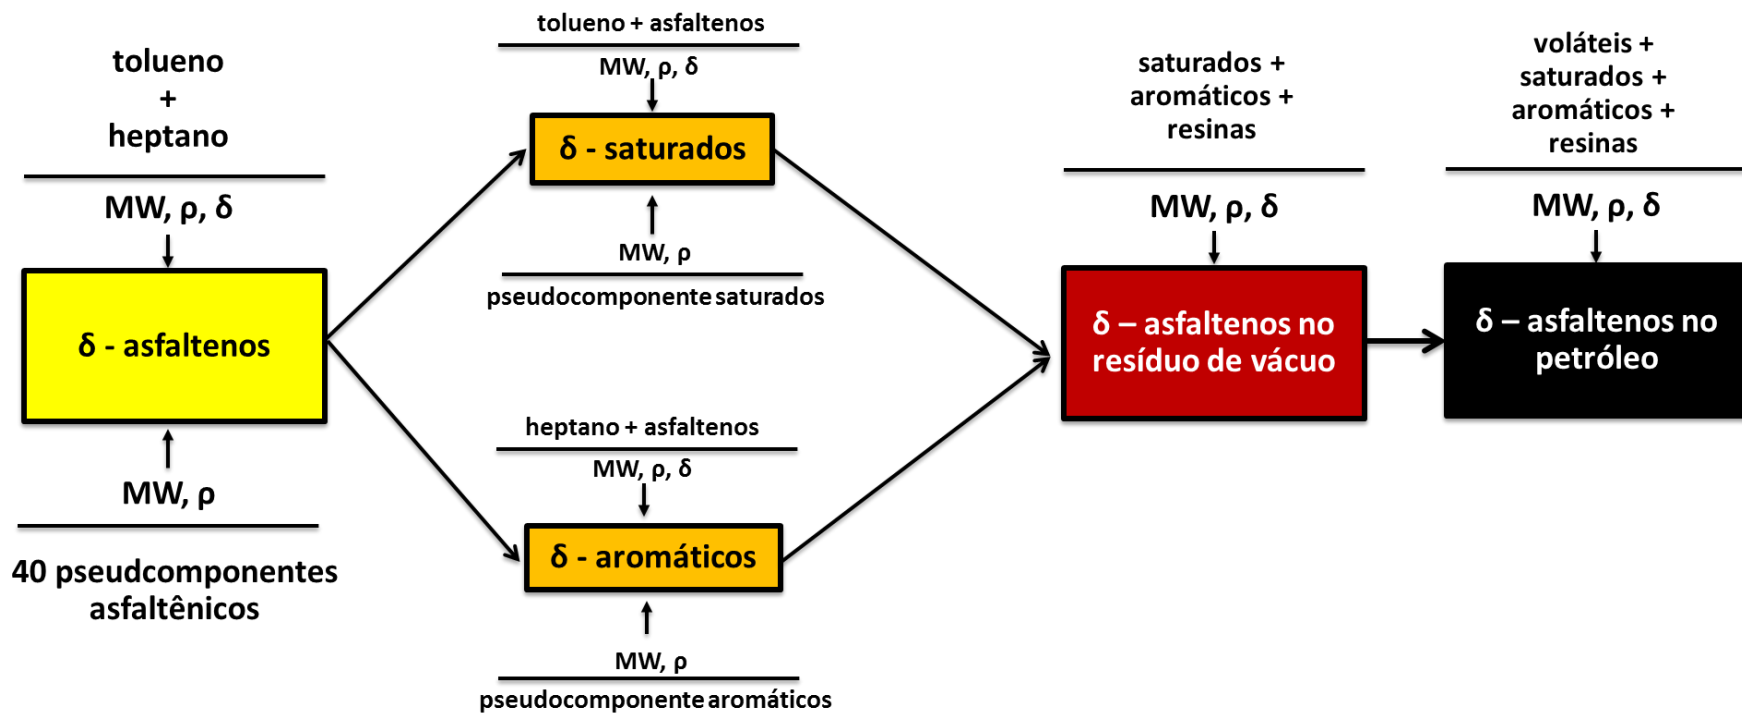 tolueno
+
heptano
MW, ρ, δ
δ - asfaltenos
MW, ρ
40 pseudcomponentes
asfaltênicos
tolueno + asfaltenos
MW, ρ, δ
δ - saturados
MW, ρ
pseudocomponente saturados
heptano + asfaltenos
MW, ρ, δ
δ - aromáticos
MW, ρ
pseudocomponente aromáticos
saturados +
aromáticos +
resinas
MW, ρ, δ
δ – asfaltenos no
resíduo de vácuo
voláteis +
saturados +
aromáticos +
resinas
MW, ρ, δ
δ – asfaltenos no
petróleo